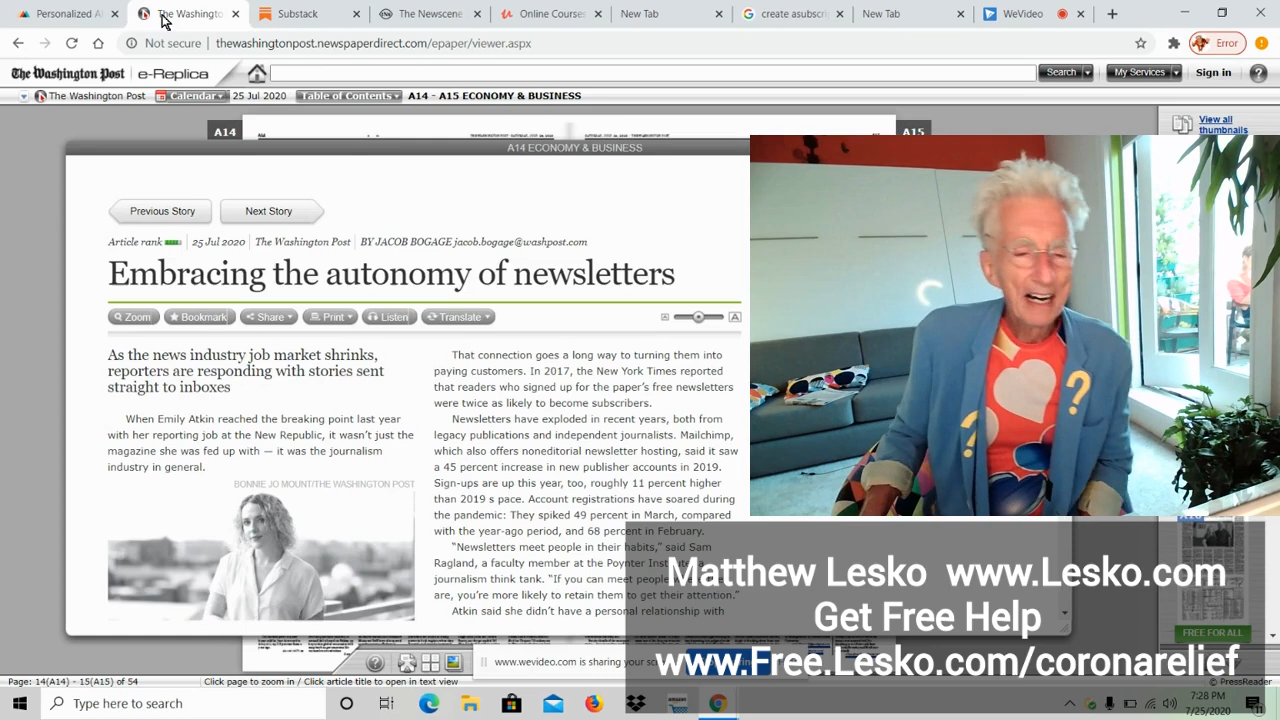 Personalized Al
The Washingto
Substack
The Newscene
Online Courses
New Tab
create asubscri
New Tab
WeVideo
Not secure
thewashingtonpost.newspaperdirect.com/epaper/viewer.aspx
Error
The Washington Post
e-Replica
Search
My Services
Sign in
?
The Washington Post
Calendar
25 Jul 2020
Table of Contents
A14 - A15 ECONOMY & BUSINESS
A14
A15
View all
thumbnails
A14 ECONOMY & BUSINESS
Previous Story
Next Story
Article rank
25 Jul 2020
The Washington Post
BY JACOB BOGAGE jacob.bogage@washpost.com
Embracing the autonomy of newsletters
Zoom
Bookmark
Share
Print
Listen
Translate
A
A
As the news industry job market shrinks,
reporters are responding with stories sent
straight to inboxes
When Emily Atkin reached the breaking point last year
with her reporting job at the New Republic, it wasn't just the
magazine she was fed up with — it was the journalism
industry in general.
BONNIE JO MOUNT/THE WASHINGTON POST
That connection goes a long way to turning them into
paying customers. In 2017, the New York Times reported
that readers who signed up for the paper's free newsletters
were twice as likely to become subscribers.
Newsletters have exploded in recent years, both from
legacy publications and independent journalists. Mailchimp,
which also offers noneditorial newsletter hosting, said it saw
a 45 percent increase in new publisher accounts in 2019.
Sign-ups are up this year, too, roughly 11 percent higher
than 2019 s pace. Account registrations have soared during
the pandemic: They spiked 49 percent in March, compared
with the year-ago period, and 68 percent in February.
“Newsletters meet people in their habits,” said Sam
Ragland, a faculty member at the Poynter
journalism think tank. “If you can meet people
are, you're more likely to retain them to get their attention.”
Atkin said she didn't have a personal relationship with
? ?
Matthew Lesko www.Lesko.com
Get Free Help
www.Free.Lesko.com/coronarelief
FREE FOR ALL
www.wevideo.com is sharing your
Page: 14(A14) - 15(A15) of 54
Click page to zoom in / Click article title to open in text view
© PressReader
Type here to search
7:28 PM
7/25/2020